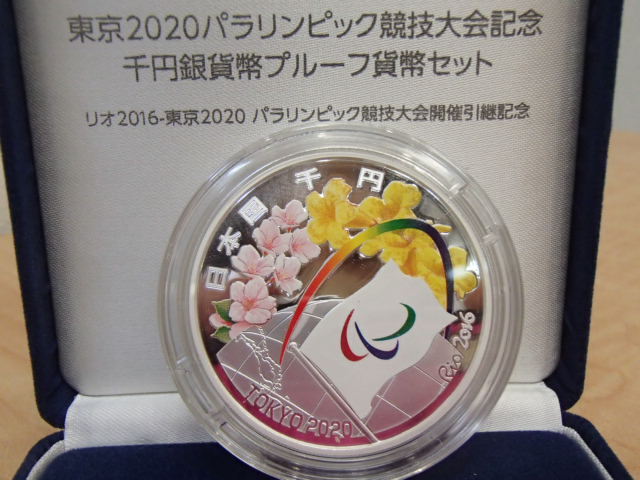 東京2020パラリンピック競技大会記念
千円銀貨幣プルーフ貨幣セット
リオ2016-東京2020 パラリンピック競技大会開催引継記念
日本国 千円
Rio 2016
TOKYO 2020